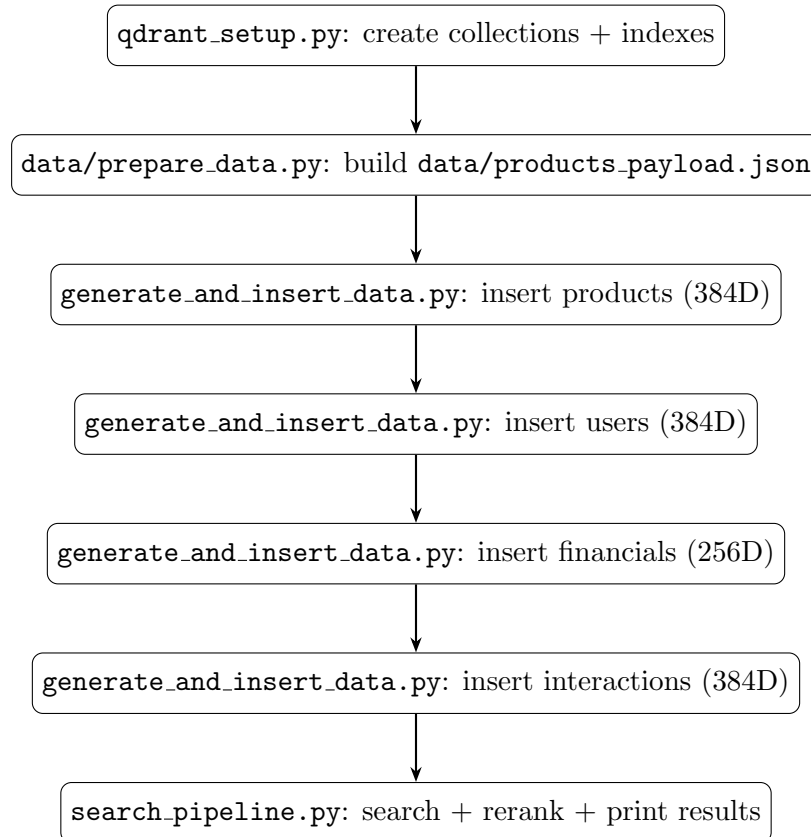 qdrant_setup.py: create collections + indexes
data/prepare_data.py: build data/products_payload.json
generate_and_insert_data.py: insert products (384D)
generate_and_insert_data.py: insert users (384D)
generate_and_insert_data.py: insert financials (256D)
generate_and_insert_data.py: insert interactions (384D)
search_pipeline.py: search + rerank + print results